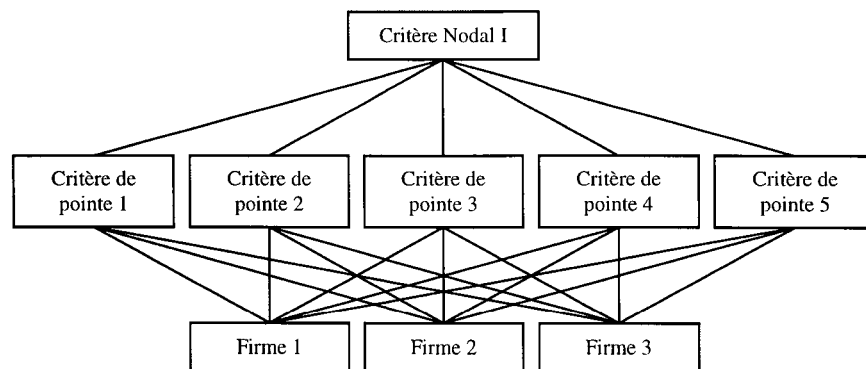 Critère Nodal I
Critère de
pointe 1
Critère de
pointe 2
Critère de
pointe 3
Critère de
pointe 4
Critère de
pointe 5
Firme 1
Firme 2
Firme 3